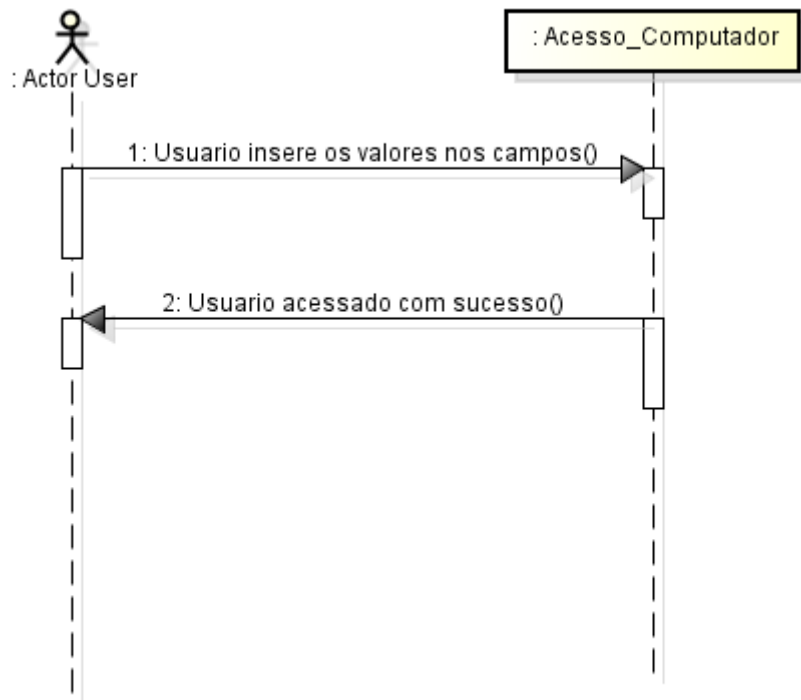 : Actor User
: Acesso_Computador
1: Usuario insere os valores nos campos()
2: Usuario acessado com sucesso()